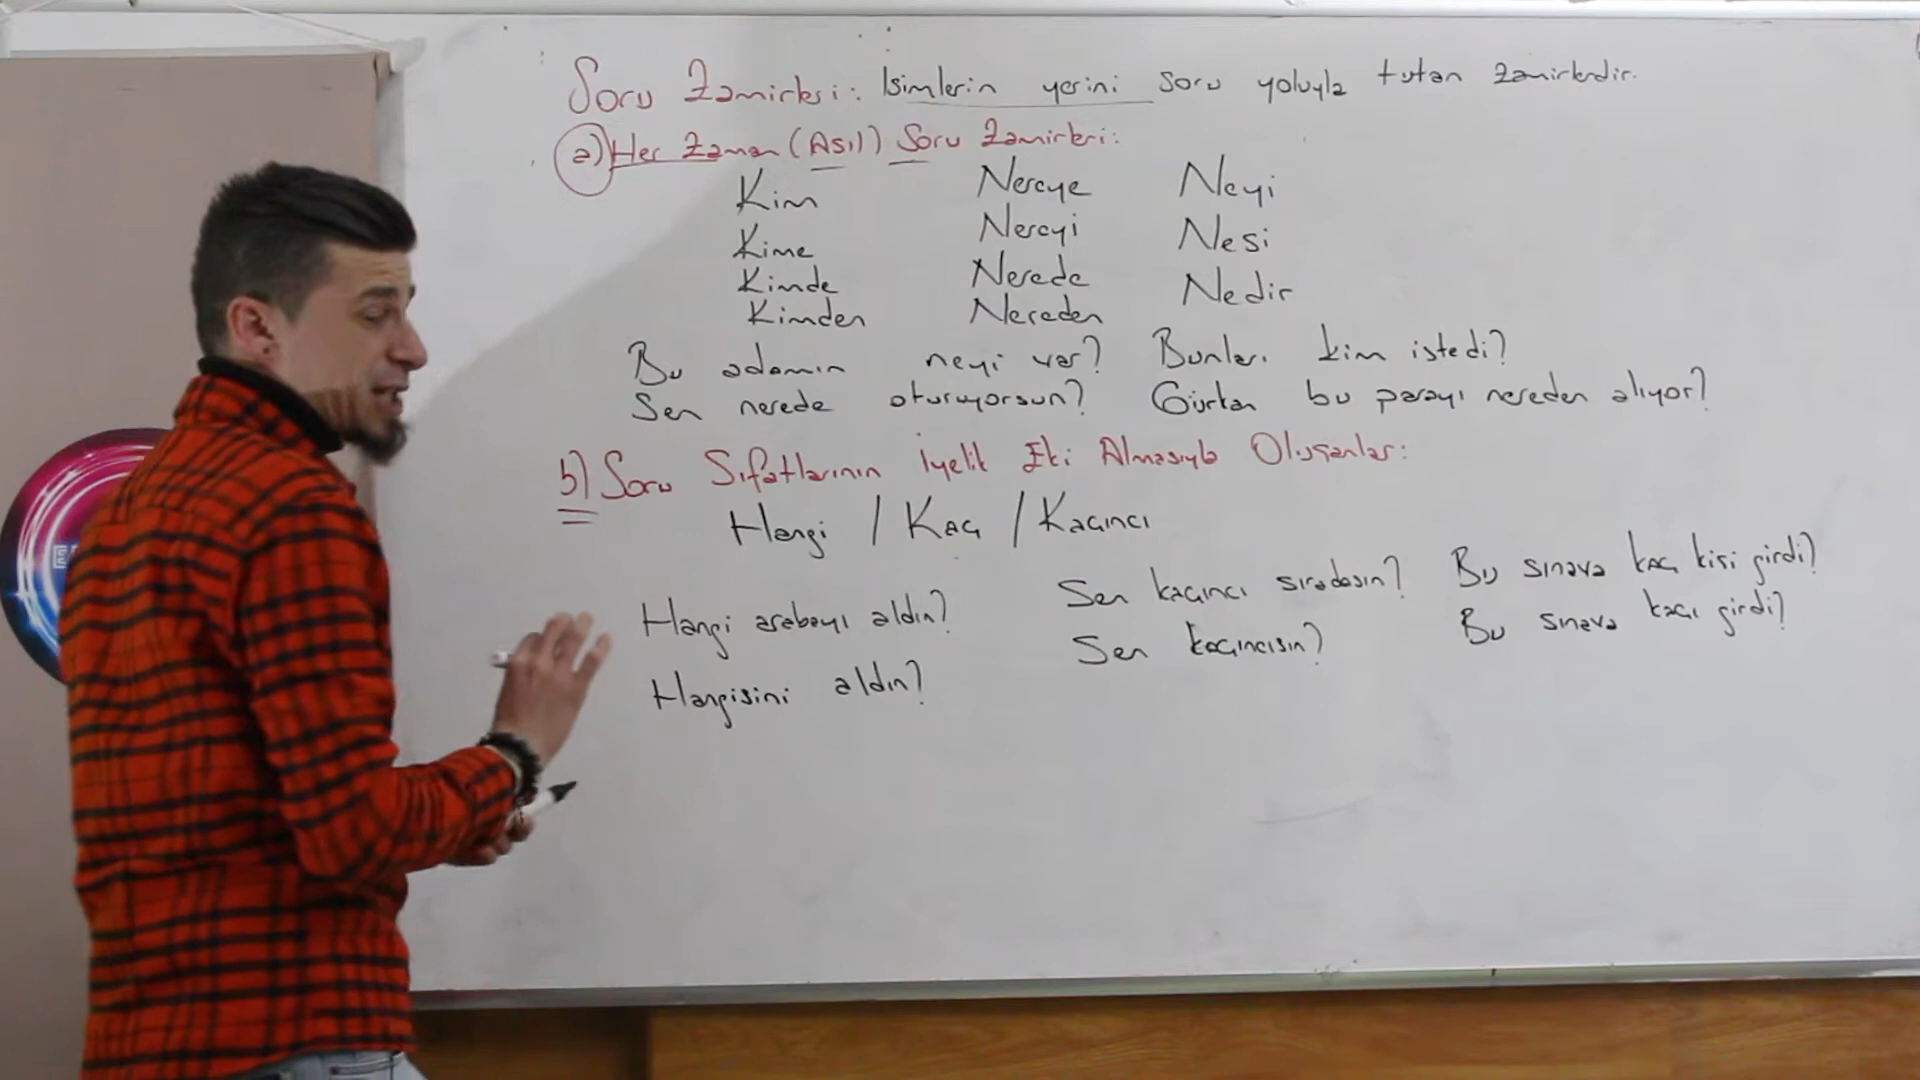 Soru Zamirleri: İsimlerin yerini soru yoluyla tutan zamirlerdir.
a) Her Zaman (Asıl) Soru Zamirleri:
Kim Nereye Neyi
Kime Nereyi Nesi
Kimde Nerede Nedir
Kimden Nereden
Bu adamın neyi var? Bunları kim istedi?
Sen nerede oturuyorsun? Gürkan bu parayı nereden alıyor?
b) Soru Sıfatlarının İyelik Eki Almasıyla Oluşanlar:
Hangi / Kaç / Kaçıncı
Hangi arabayı aldın? Sen kaçıncı sıradasın? Bu sınava kaç kişi girdi?
Hangisini aldın? Sen kaçıncısın? Bu sınava kaçı girdi?